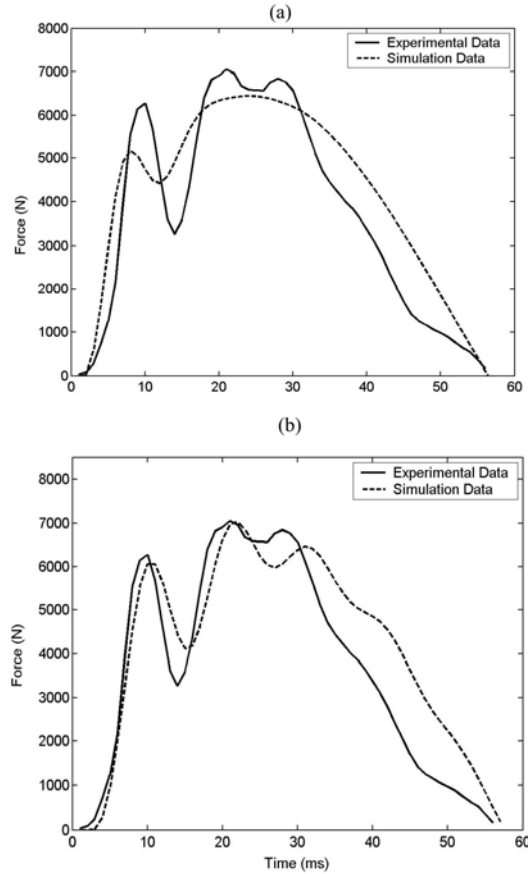 (a)
8000
7000
6000
5000
4000
3000
2000
1000
0
Force (N)
Experimental Data
Simulation Data
0 10 20 30 40 50 60
(b)
8000
7000
6000
5000
4000
3000
2000
1000
0
Force (N)
Experimental Data
Simulation Data
0 10 20 30 40 50 60
Time (ms)